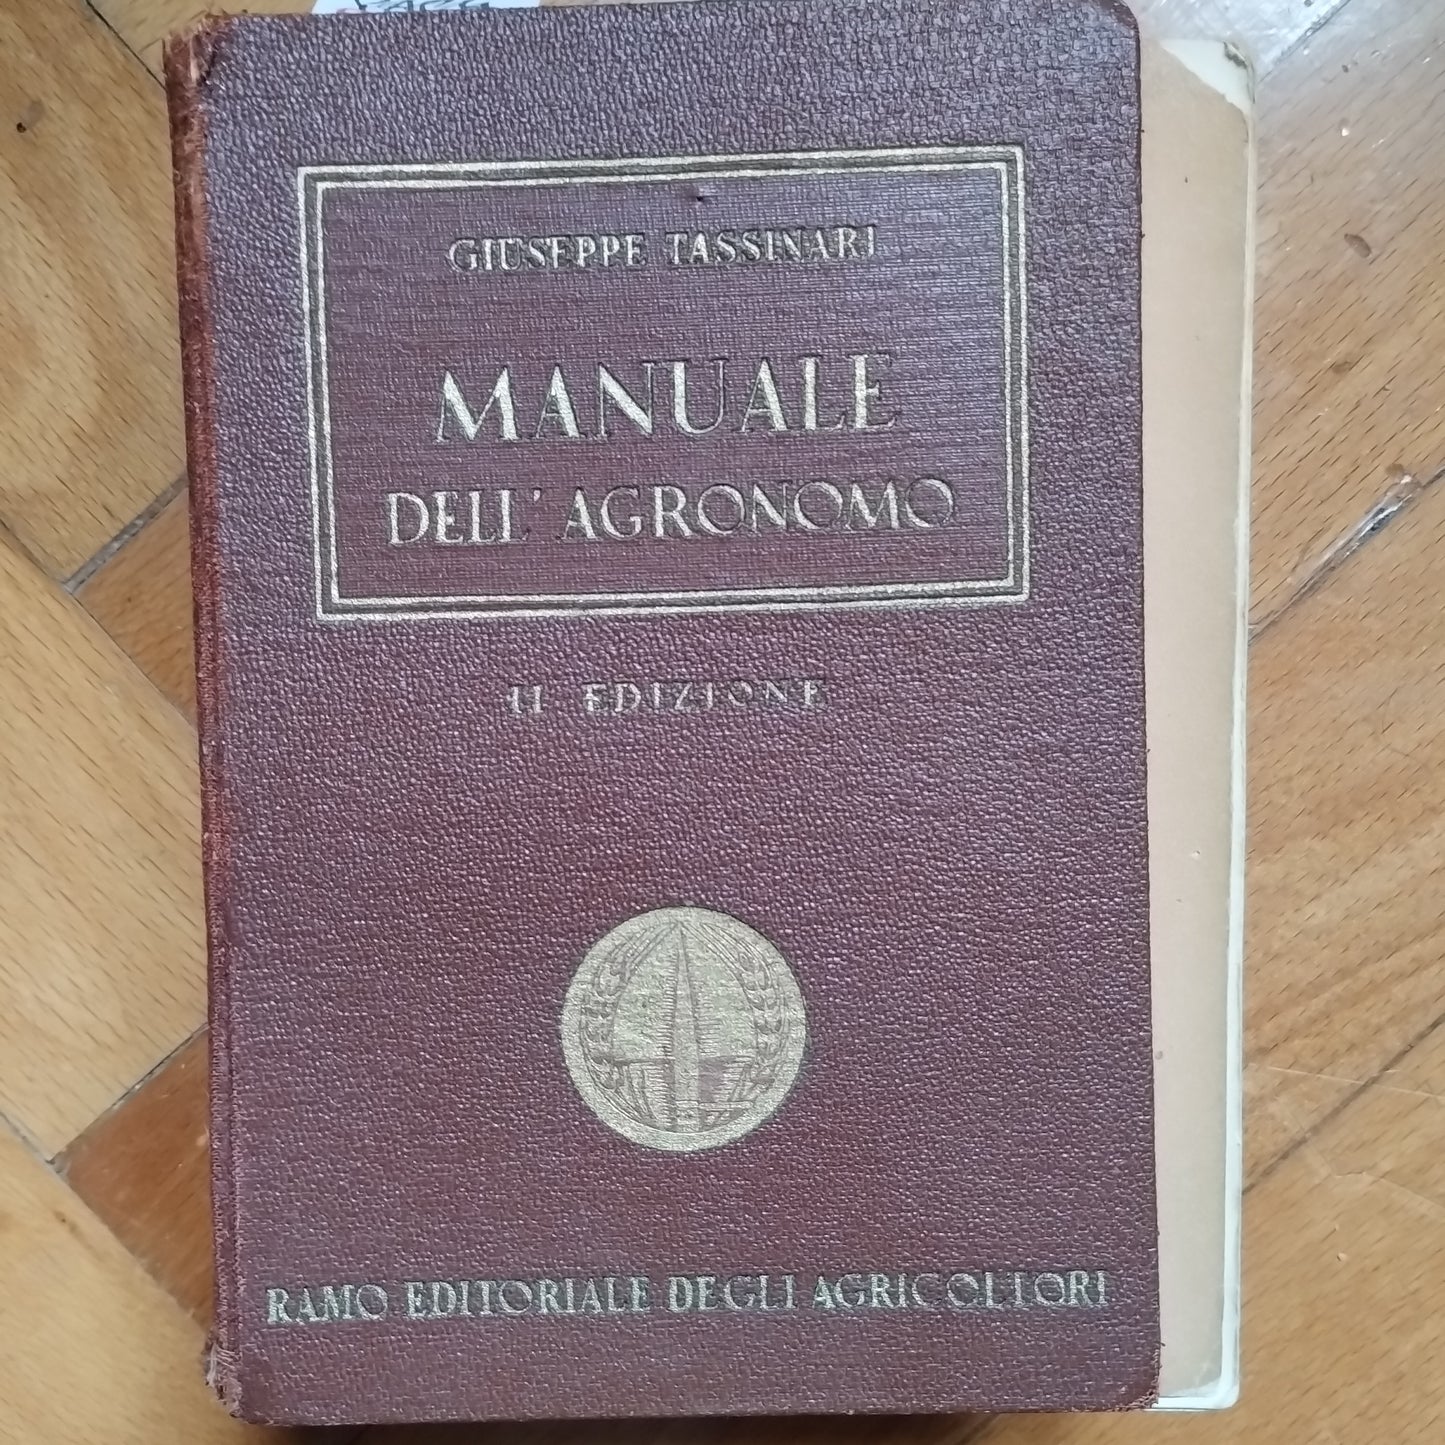 GIUSEPPE TASSINARI
MANUALE
DELL'AGRONOMO
II EDIZIONE
RAMO EDITORIALE DEGLI AGRICOLTORI